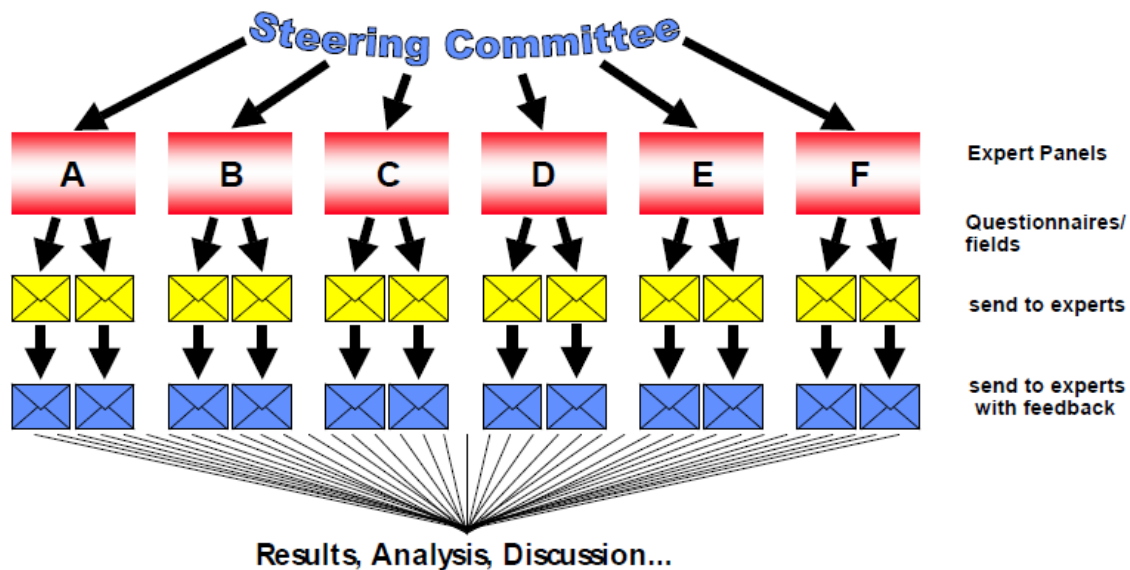 Steering Committee
A B C D E F
Expert Panels
Questionnaires/
fields
send to experts
send to experts
with feedback
Results, Analysis, Discussion...